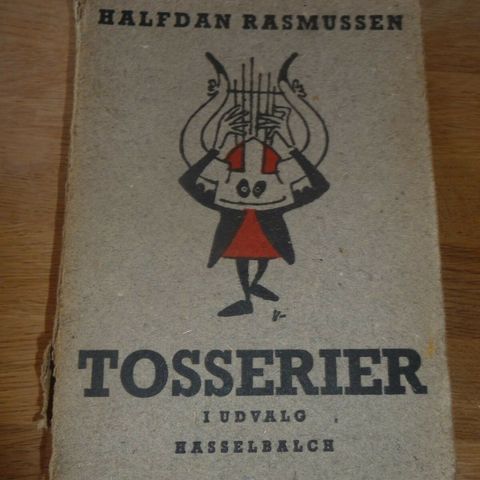 HALFDAN RASMUSSEN
TOSSERIER
I UDVALG
HASSELBALCH